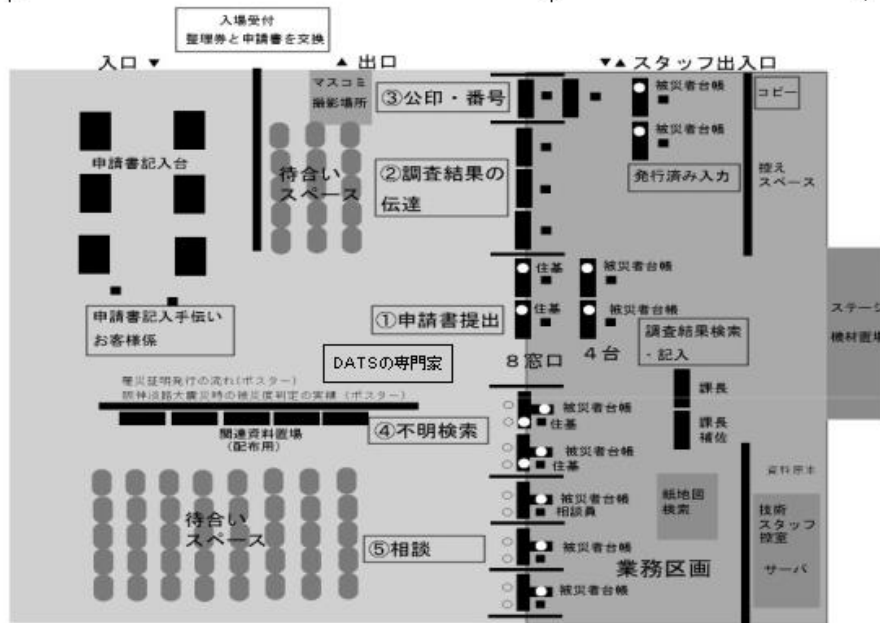 入場受付
整理券と申請書を交換
入口 ▼
▲ 出口
▼▲ スタッフ出入口
マスコミ
撮影場所
③公印・番号
被災者台帳
コピー
被災者台帳
申請書記入台
待合い
スペース
②調査結果の
伝達
発行済み入力
控え
スペース
住基
被災者台帳
住基
被災者台帳
申請書記入手伝い
お客様係
①申請書提出
ステージ
機材置場
調査結果検索
・記入
DATSの専門家
8窓口
4台
罹災証明発行の流れ(ポスター)
阪神淡路大震災時の被災度判定の実績(ポスター)
課長
被災者台帳
住基
課長
補佐
関連資料置場
(配布用)
④不明検索
被災者台帳
住基
資料原本
被災者台帳
相談員
紙地図
検索
技術
スタッフ
控室
待合い
スペース
⑤相談
被災者台帳
業務区画
サーバ
被災者台帳